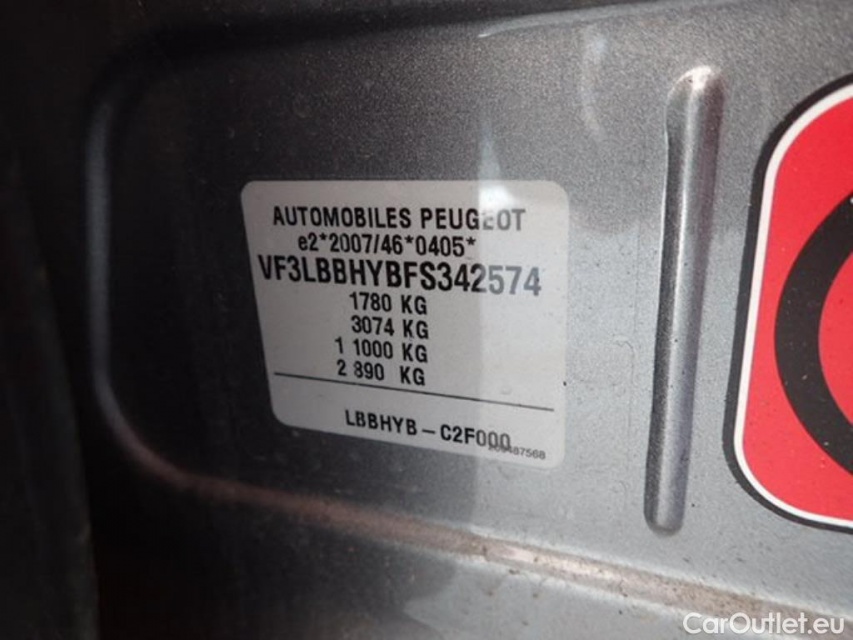 AUTOMOBILES PEUGEOT
e2*2007/46*0405*
VF3LBBHYBFS342574
1780 KG
3074 KG
1 1000 KG
2 890 KG
LBBHYB-C2F000
CarOutlet.eu